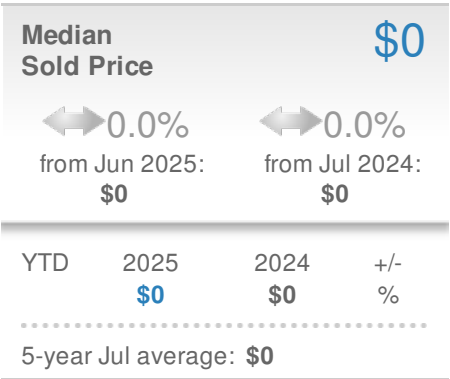 Median
Sold Price
$0
0.0% 0.0%
from Jun 2025: from Jul 2024:
$0 $0
YTD 2025 2024 +/-
$0 $0 %
5-year Jul average: $0